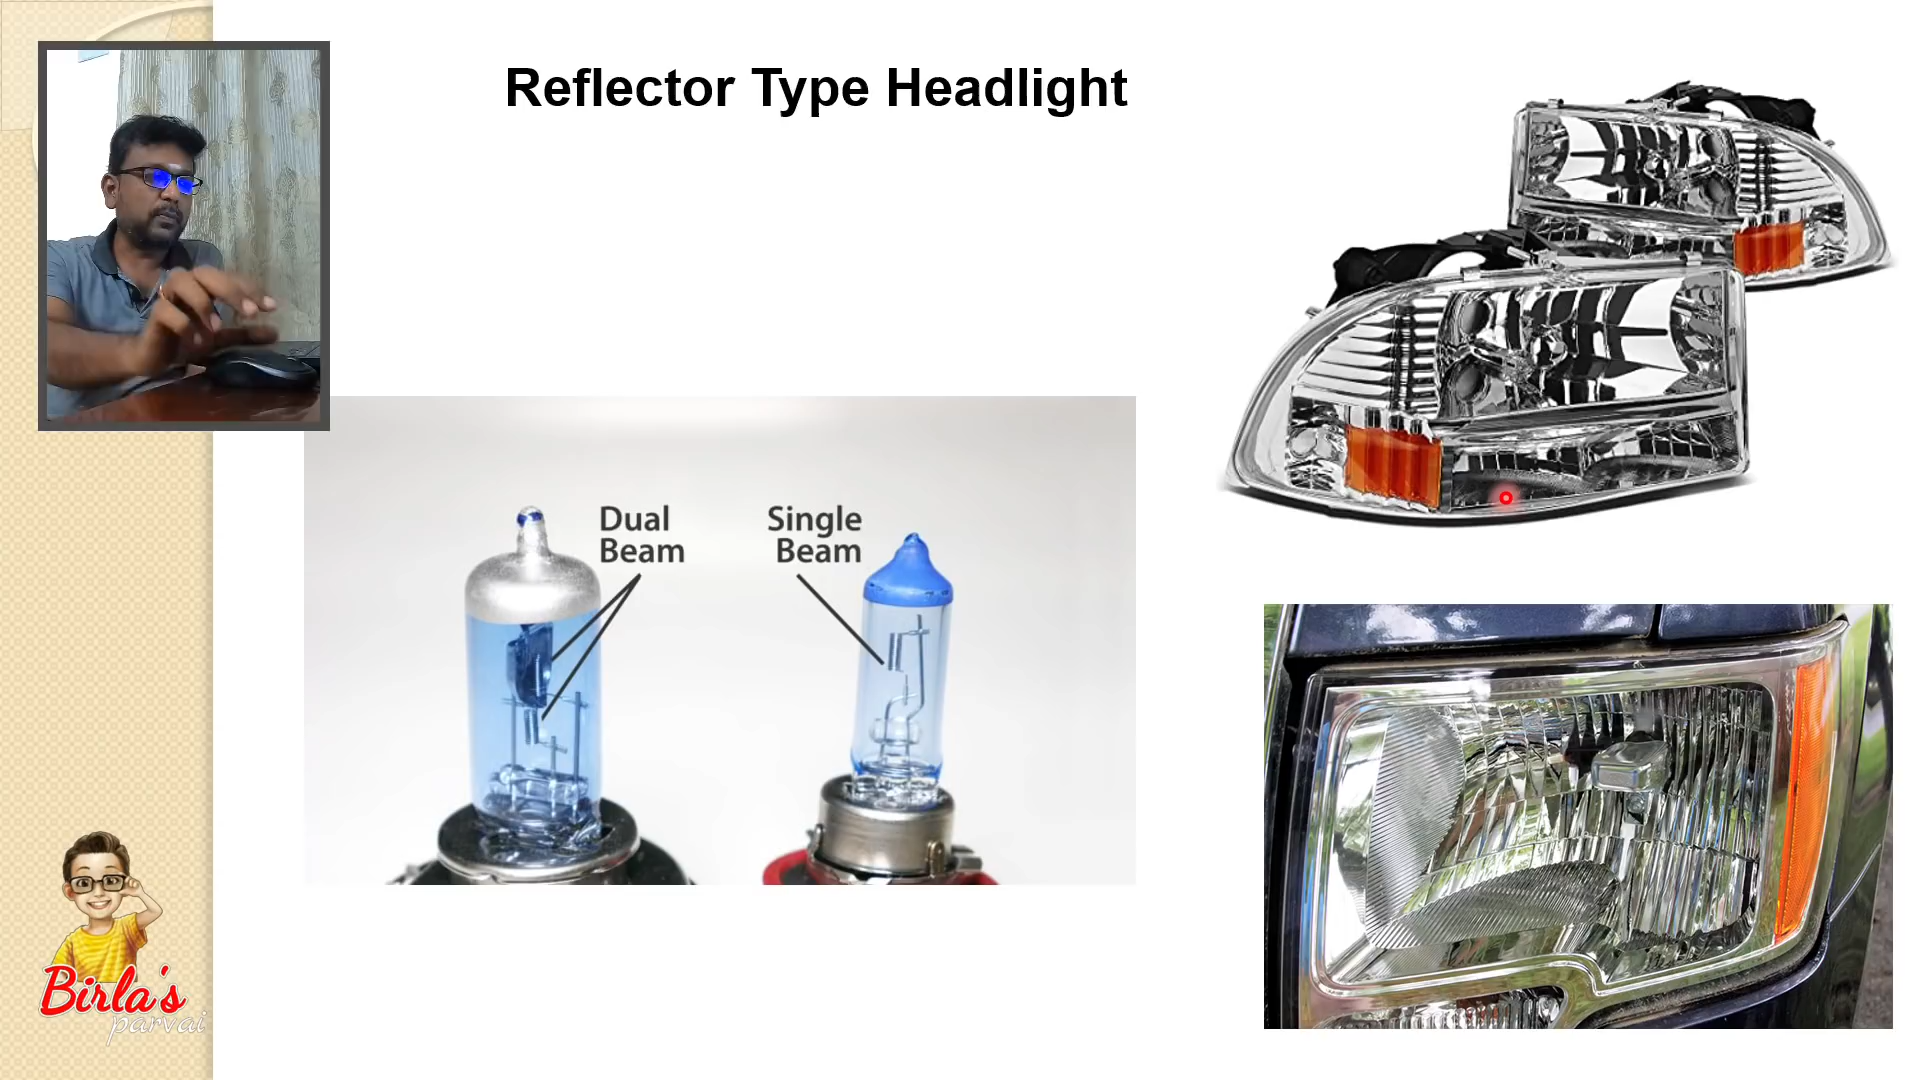 Reflector Type Headlight
Dual
Beam
Single
Beam
Birla's
parvai